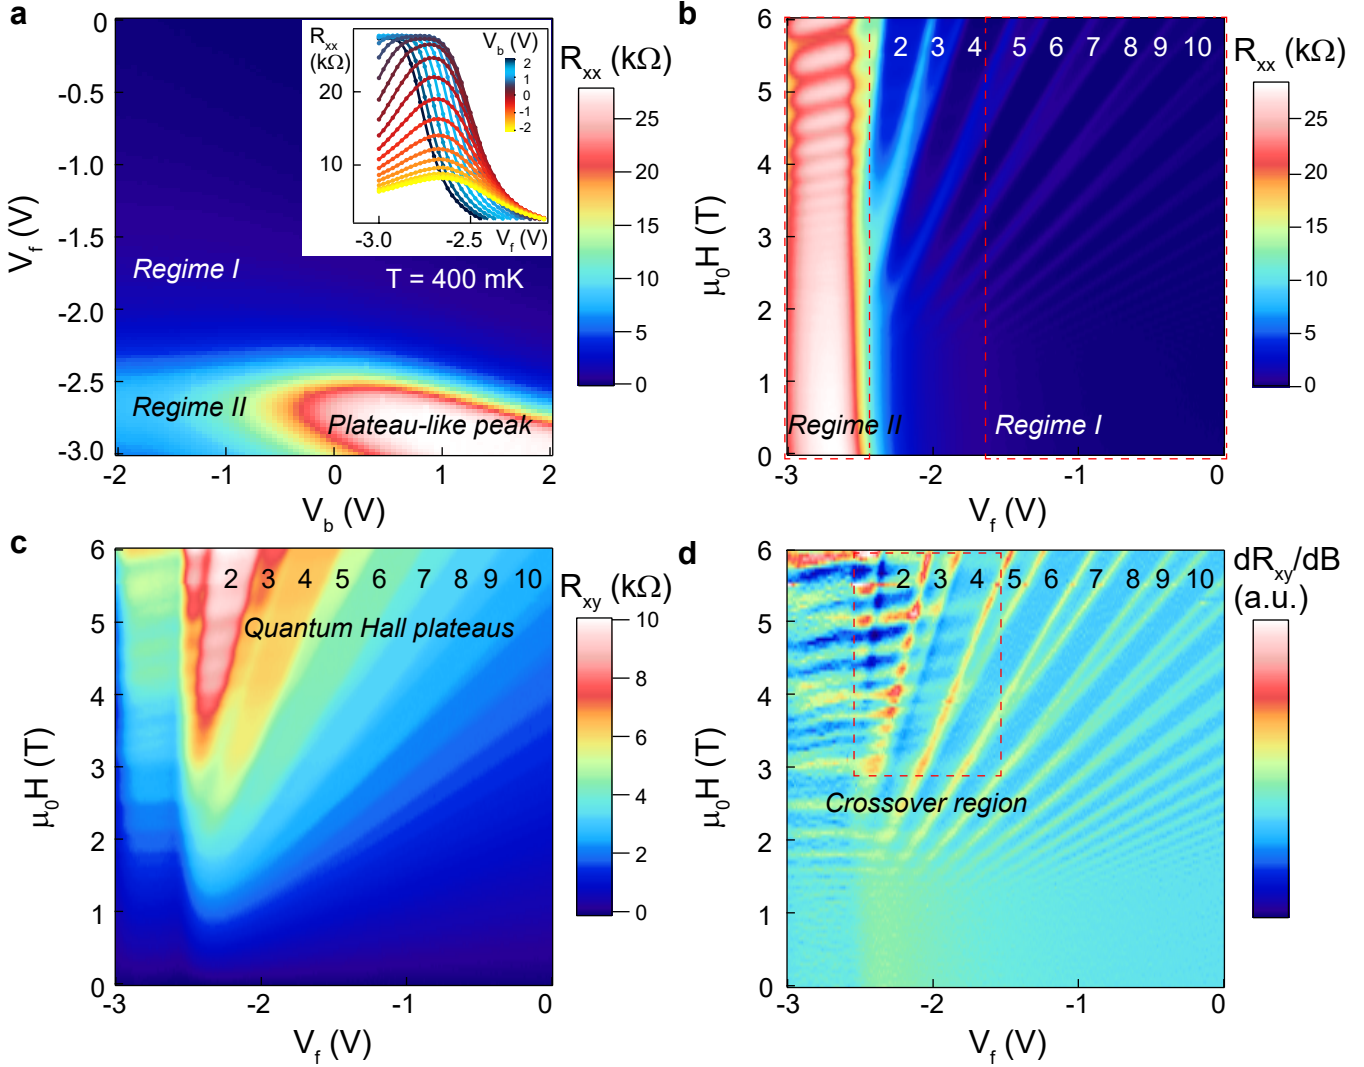 a
R_xx (kΩ)
V_b (V)
2
1
0
-1
-2
20
10
-3.0
-2.5
V_f (V)
0
-0.5
-1.0
-1.5
-2.0
-2.5
-3.0
V_f (V)
Regime I
T = 400 mK
Regime II
Plateau-like peak
-2
-1
0
1
2
V_b (V)
R_xx (kΩ)
25
20
15
10
5
0
b
6
5
4
3
2
1
0
μ₀H (T)
2 3 4 5 6 7 8 9 10
Regime II
Regime I
-3
-2
-1
0
V_f (V)
R_xx (kΩ)
25
20
15
10
5
0
c
6
5
4
3
2
1
0
μ₀H (T)
2 3 4 5 6 7 8 9 10
Quantum Hall plateaus
-3
-2
-1
0
V_f (V)
R_xy (kΩ)
10
8
6
4
2
0
d
6
5
4
3
2
1
0
μ₀H (T)
2 3 4 5 6 7 8 9 10
Crossover region
-3
-2
-1
0
V_f (V)
dR_xy/dB
(a.u.)